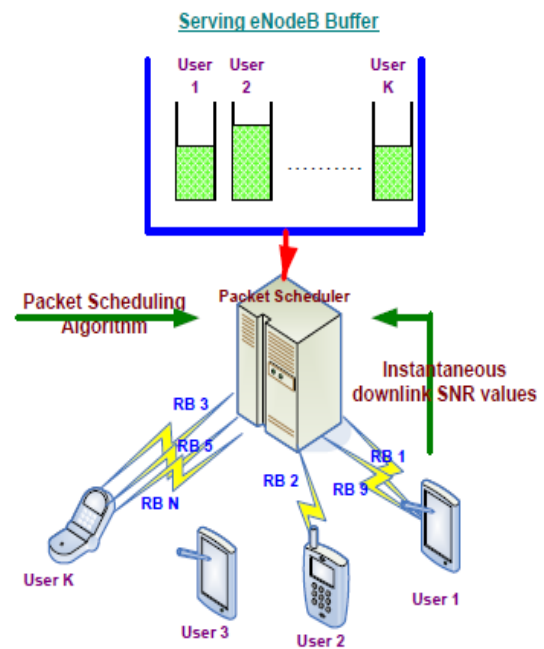 Serving eNodeB Buffer
User 1
User 2
User K
Packet Scheduling Algorithm
Packet Scheduler
Instantaneous downlink SNR values
RB 3
RB 5
RB N
RB 2
RB 1
RB 9
User K
User 3
User 2
User 1